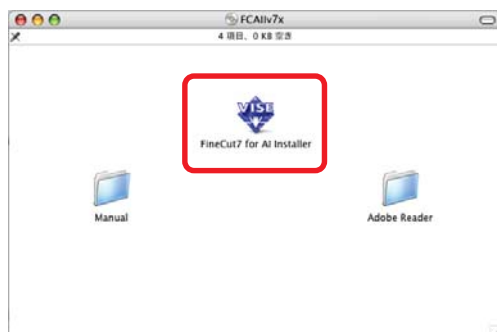 FCAIIv7x
4 項目、0 KB 空き
VISE
FineCut7 for AI Installer
Manual
Adobe Reader